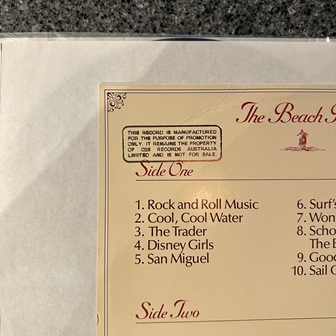 The Beach
THIS RECORD IS MANUFACTURED
FOR THE PURPOSE OF PROMOTION
ONLY. IT REMAINS THE PROPERTY
OF CBS RECORDS AUSTRALIA
LIMITED AND IS NOT FOR SALE.
Side One
1. Rock and Roll Music
2. Cool, Cool Water
3. The Trader
4. Disney Girls
5. San Miguel
6. Surf's
7. Won
8. Scho
The B
9. Good
10. Sail
Side Two